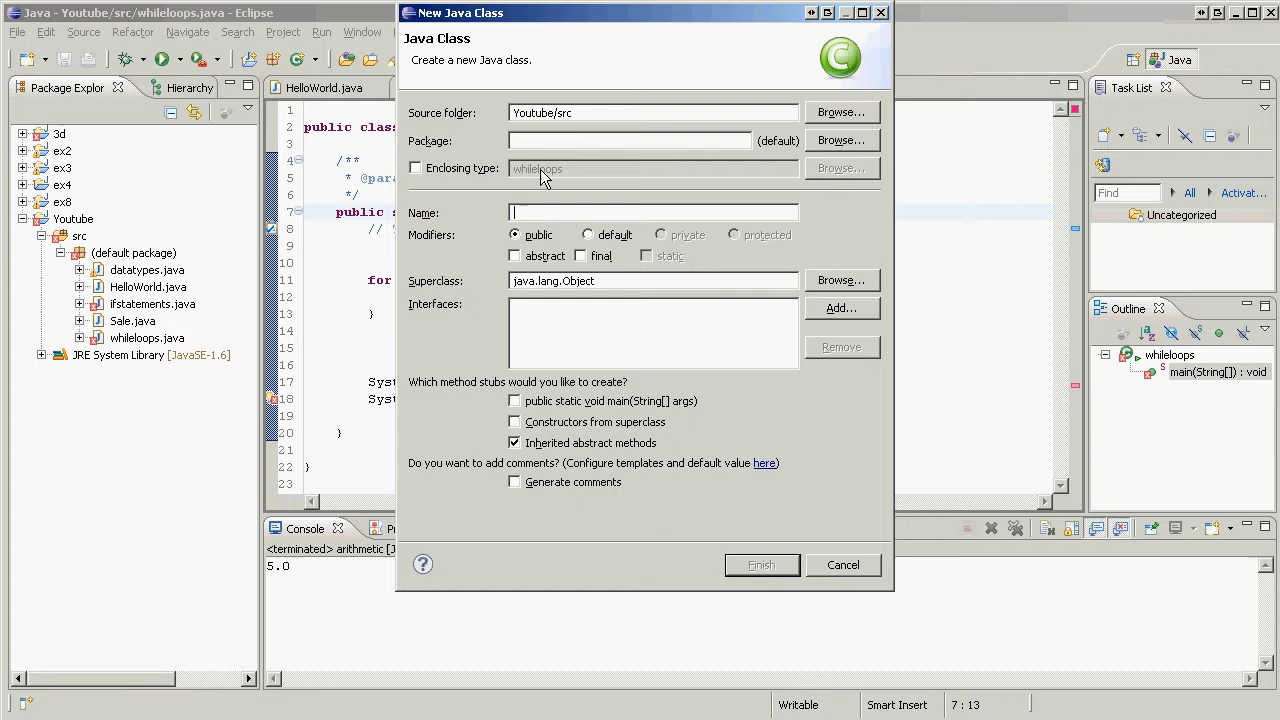 Java - Youtube/src/whileloops.java - Eclipse
New Java Class
File Edit Source Refactor Navigate Search Project Run Window
Java Class
Create a new Java class.
Java
Package Explor
Hierarchy
HelloWorld.java
Task List
Source folder:
Youtube/src
Browse...
Package:
(default)
Browse...
Enclosing type:
whileloops
Browse...
Name:
Modifiers:
public
default
private
protected
abstract
final
static
Superclass:
java.lang.Object
Browse...
Interfaces:
Add...
Remove
Which method stubs would you like to create?
public static void main(String[] args)
Constructors from superclass
Inherited abstract methods
Do you want to add comments? (Configure templates and default value here)
Generate comments
Finish
Cancel
3d
ex2
ex3
ex4
ex8
Youtube
src
(default package)
datatypes.java
HelloWorld.java
ifstatements.java
Sale.java
whileloops.java
JRE System Library [JavaSE-1.6]
1
2 public clas
3
4 /**
5 * @para
6 */
7 public s
8 //
9
10
11 for
12
13 }
14
15
16
17 Sys
18 Sys
19
20 }
21
22 }
23
Find
All
Activat...
Uncategorized
Outline
whileloops
main(String[]) : void
Console
<terminated> arithmetic [J
5.0
Writable
Smart Insert
7 : 13